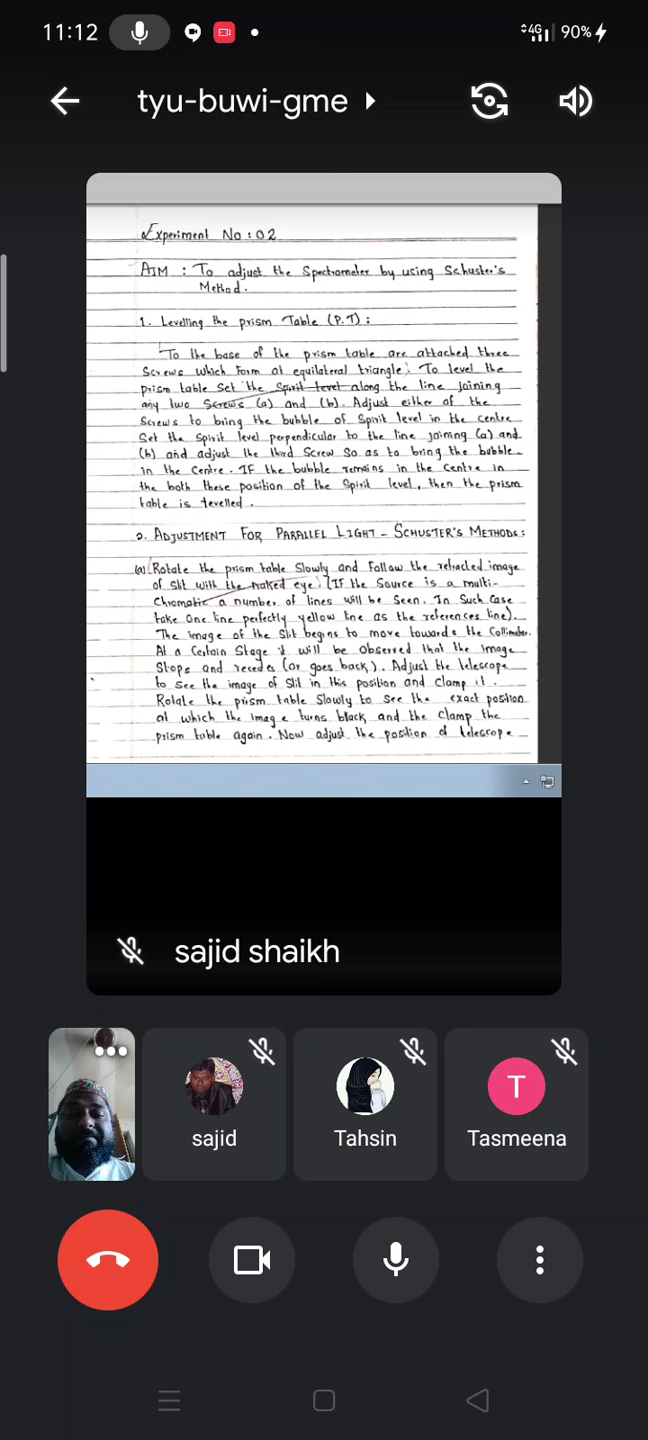 11:12
4G
90%
tyu-buwi-gme
Experiment No : 02
AIM : To adjust the Spectrometer by using Schuster's
Method.
1. Levelling the prism Table (P.T) :
To the base of the prism table are attached three
Screws which form at equilateral triangle. To level the
prism table Set the Spirit level along the line joining
any two Screws (a) and (b). Adjust either of the
Screws to bring the bubble of Spirit level in the centre
Set the Spirit level perpendicular to the line joining (a) and
(b) and adjust the third Screw So as to bring the bubble
in the Centre. IF the bubble remains in the Centre in
the both these position of the Spirit level, then the prism
table is levelled.
2. ADJUSTMENT FOR PARALLEL LIGHT - SCHUSTER'S METHODS:
(a) Rotate the prism table Slowly and Follow the refracted image
of Slit with the naked eye. (IF the Source is a multi-
Chromatic a number of lines will be Seen. In Such Case
take One line perfectly yellow line as the references line).
The image of the Slit begins to move towards the Collimator.
At a Certain Stage it will be observed that the image
Stops and recedes (or goes back). Adjust the telescope
to see the image of Slit in this position and Clamp it.
Rotate the prism table Slowly to See the exact position
at which the image turns black and the Clamp the
prism table again. Now adjust the position of telescope
sajid shaikh
sajid
Tahsin
T
Tasmeena